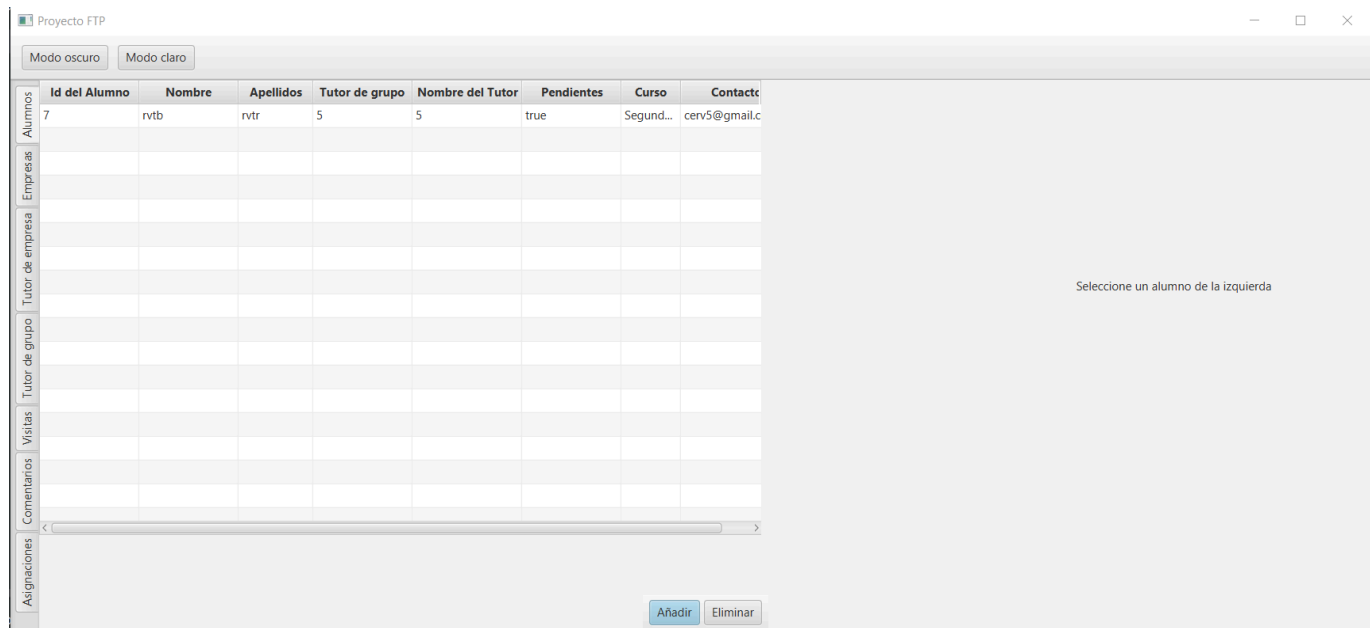 Proyecto FTP
Modo oscuro Modo claro
Alumnos
Empresas
Tutor de empresa
Tutor de grupo
Visitas
Comentarios
Asignaciones
Id del Alumno Nombre Apellidos Tutor de grupo Nombre del Tutor Pendientes Curso Contacto
7 rvtb rvtr 5 5 true Segund... cerv5@gmail.c
Seleccione un alumno de la izquierda
Añadir Eliminar